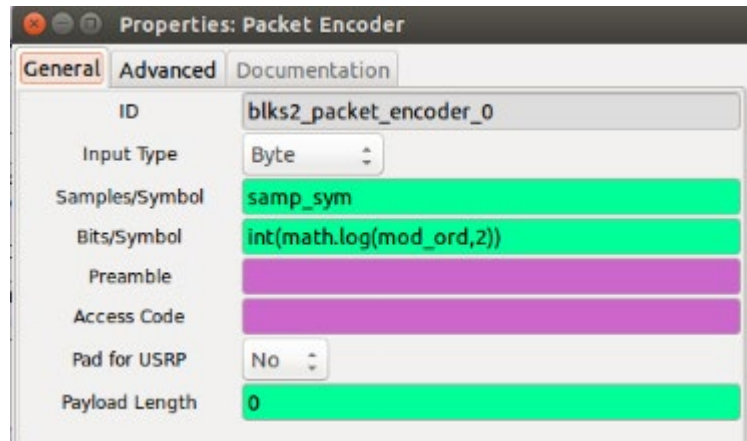 Properties: Packet Encoder
General Advanced Documentation
ID blks2_packet_encoder_0
Input Type Byte
Samples/Symbol samp_sym
Bits/Symbol int(math.log(mod_ord,2))
Preamble
Access Code
Pad for USRP No
Payload Length 0